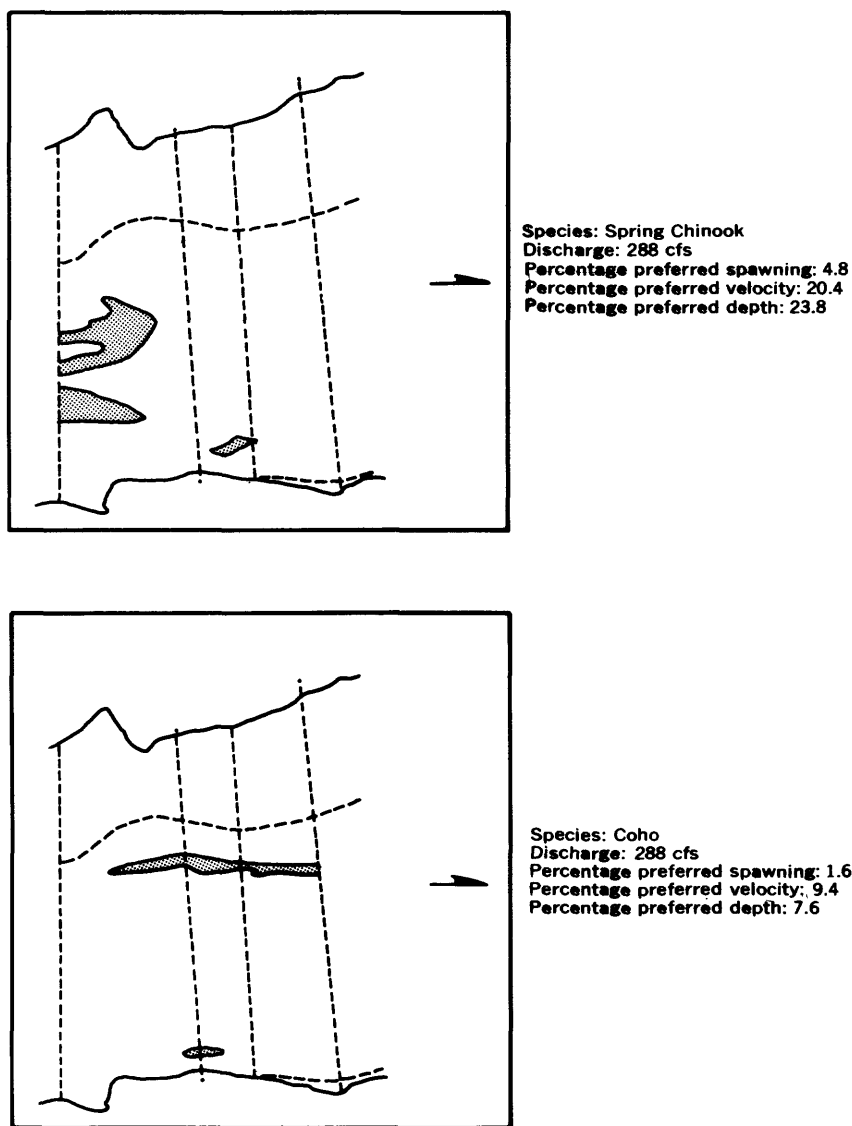 Species: Spring Chinook
Discharge: 288 cfs
Percentage preferred spawning: 4.8
Percentage preferred velocity: 20.4
Percentage preferred depth: 23.8
Species: Coho
Discharge: 288 cfs
Percentage preferred spawning: 1.6
Percentage preferred velocity: 9.4
Percentage preferred depth: 7.6